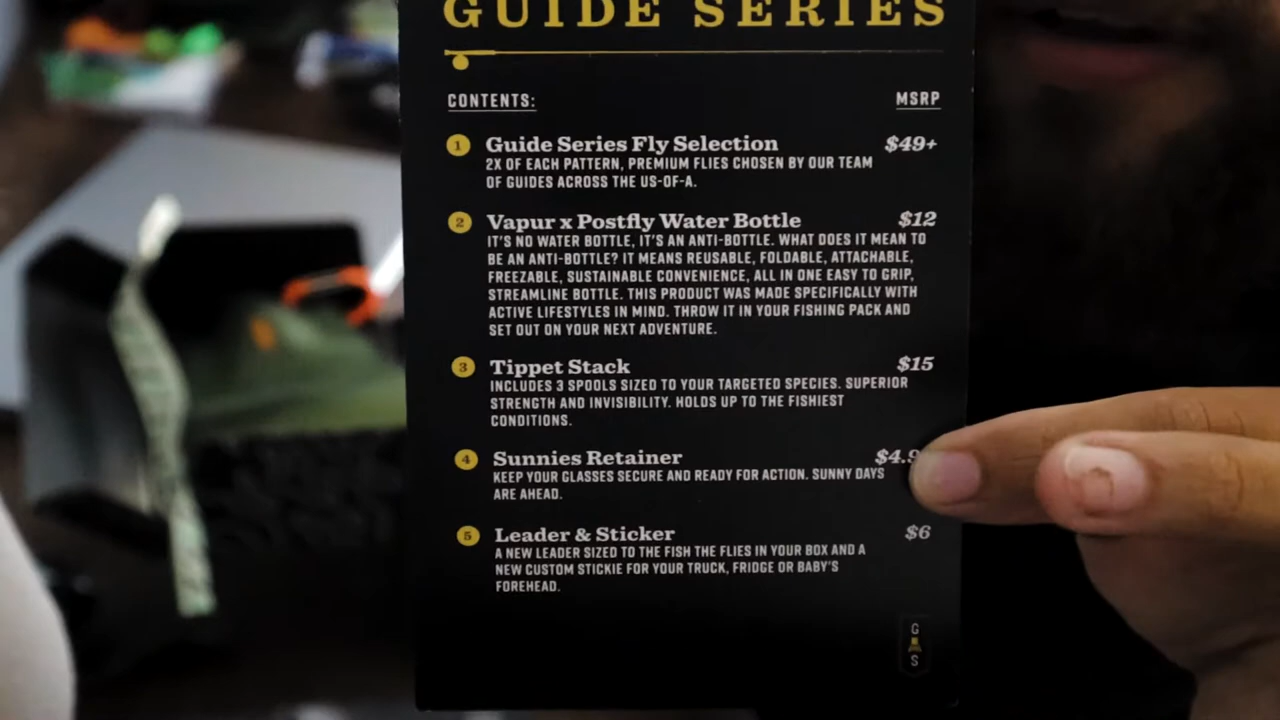 GUIDE SERIES
CONTENTS: MSRP
1 Guide Series Fly Selection $49+
2X OF EACH PATTERN, PREMIUM FLIES CHOSEN BY OUR TEAM
OF GUIDES ACROSS THE US-OF-A.
2 Vapur x Postfly Water Bottle $12
IT'S NO WATER BOTTLE, IT'S AN ANTI-BOTTLE. WHAT DOES IT MEAN TO
BE AN ANTI-BOTTLE? IT MEANS REUSABLE, FOLDABLE, ATTACHABLE,
FREEZABLE, SUSTAINABLE CONVENIENCE, ALL IN ONE EASY TO GRIP,
STREAMLINE BOTTLE. THIS PRODUCT WAS MADE SPECIFICALLY WITH
ACTIVE LIFESTYLES IN MIND. THROW IT IN YOUR FISHING PACK AND
SET OUT ON YOUR NEXT ADVENTURE.
3 Tippet Stack $15
INCLUDES 3 SPOOLS SIZED TO YOUR TARGETED SPECIES. SUPERIOR
STRENGTH AND INVISIBILITY. HOLDS UP TO THE FISHIEST
CONDITIONS.
4 Sunnies Retainer $4.9
KEEP YOUR GLASSES SECURE AND READY FOR ACTION. SUNNY DAYS
ARE AHEAD.
5 Leader & Sticker $6
A NEW LEADER SIZED TO THE FISH THE FLIES IN YOUR BOX AND A
NEW CUSTOM STICKIE FOR YOUR TRUCK, FRIDGE OR BABY'S
FOREHEAD.
G
S